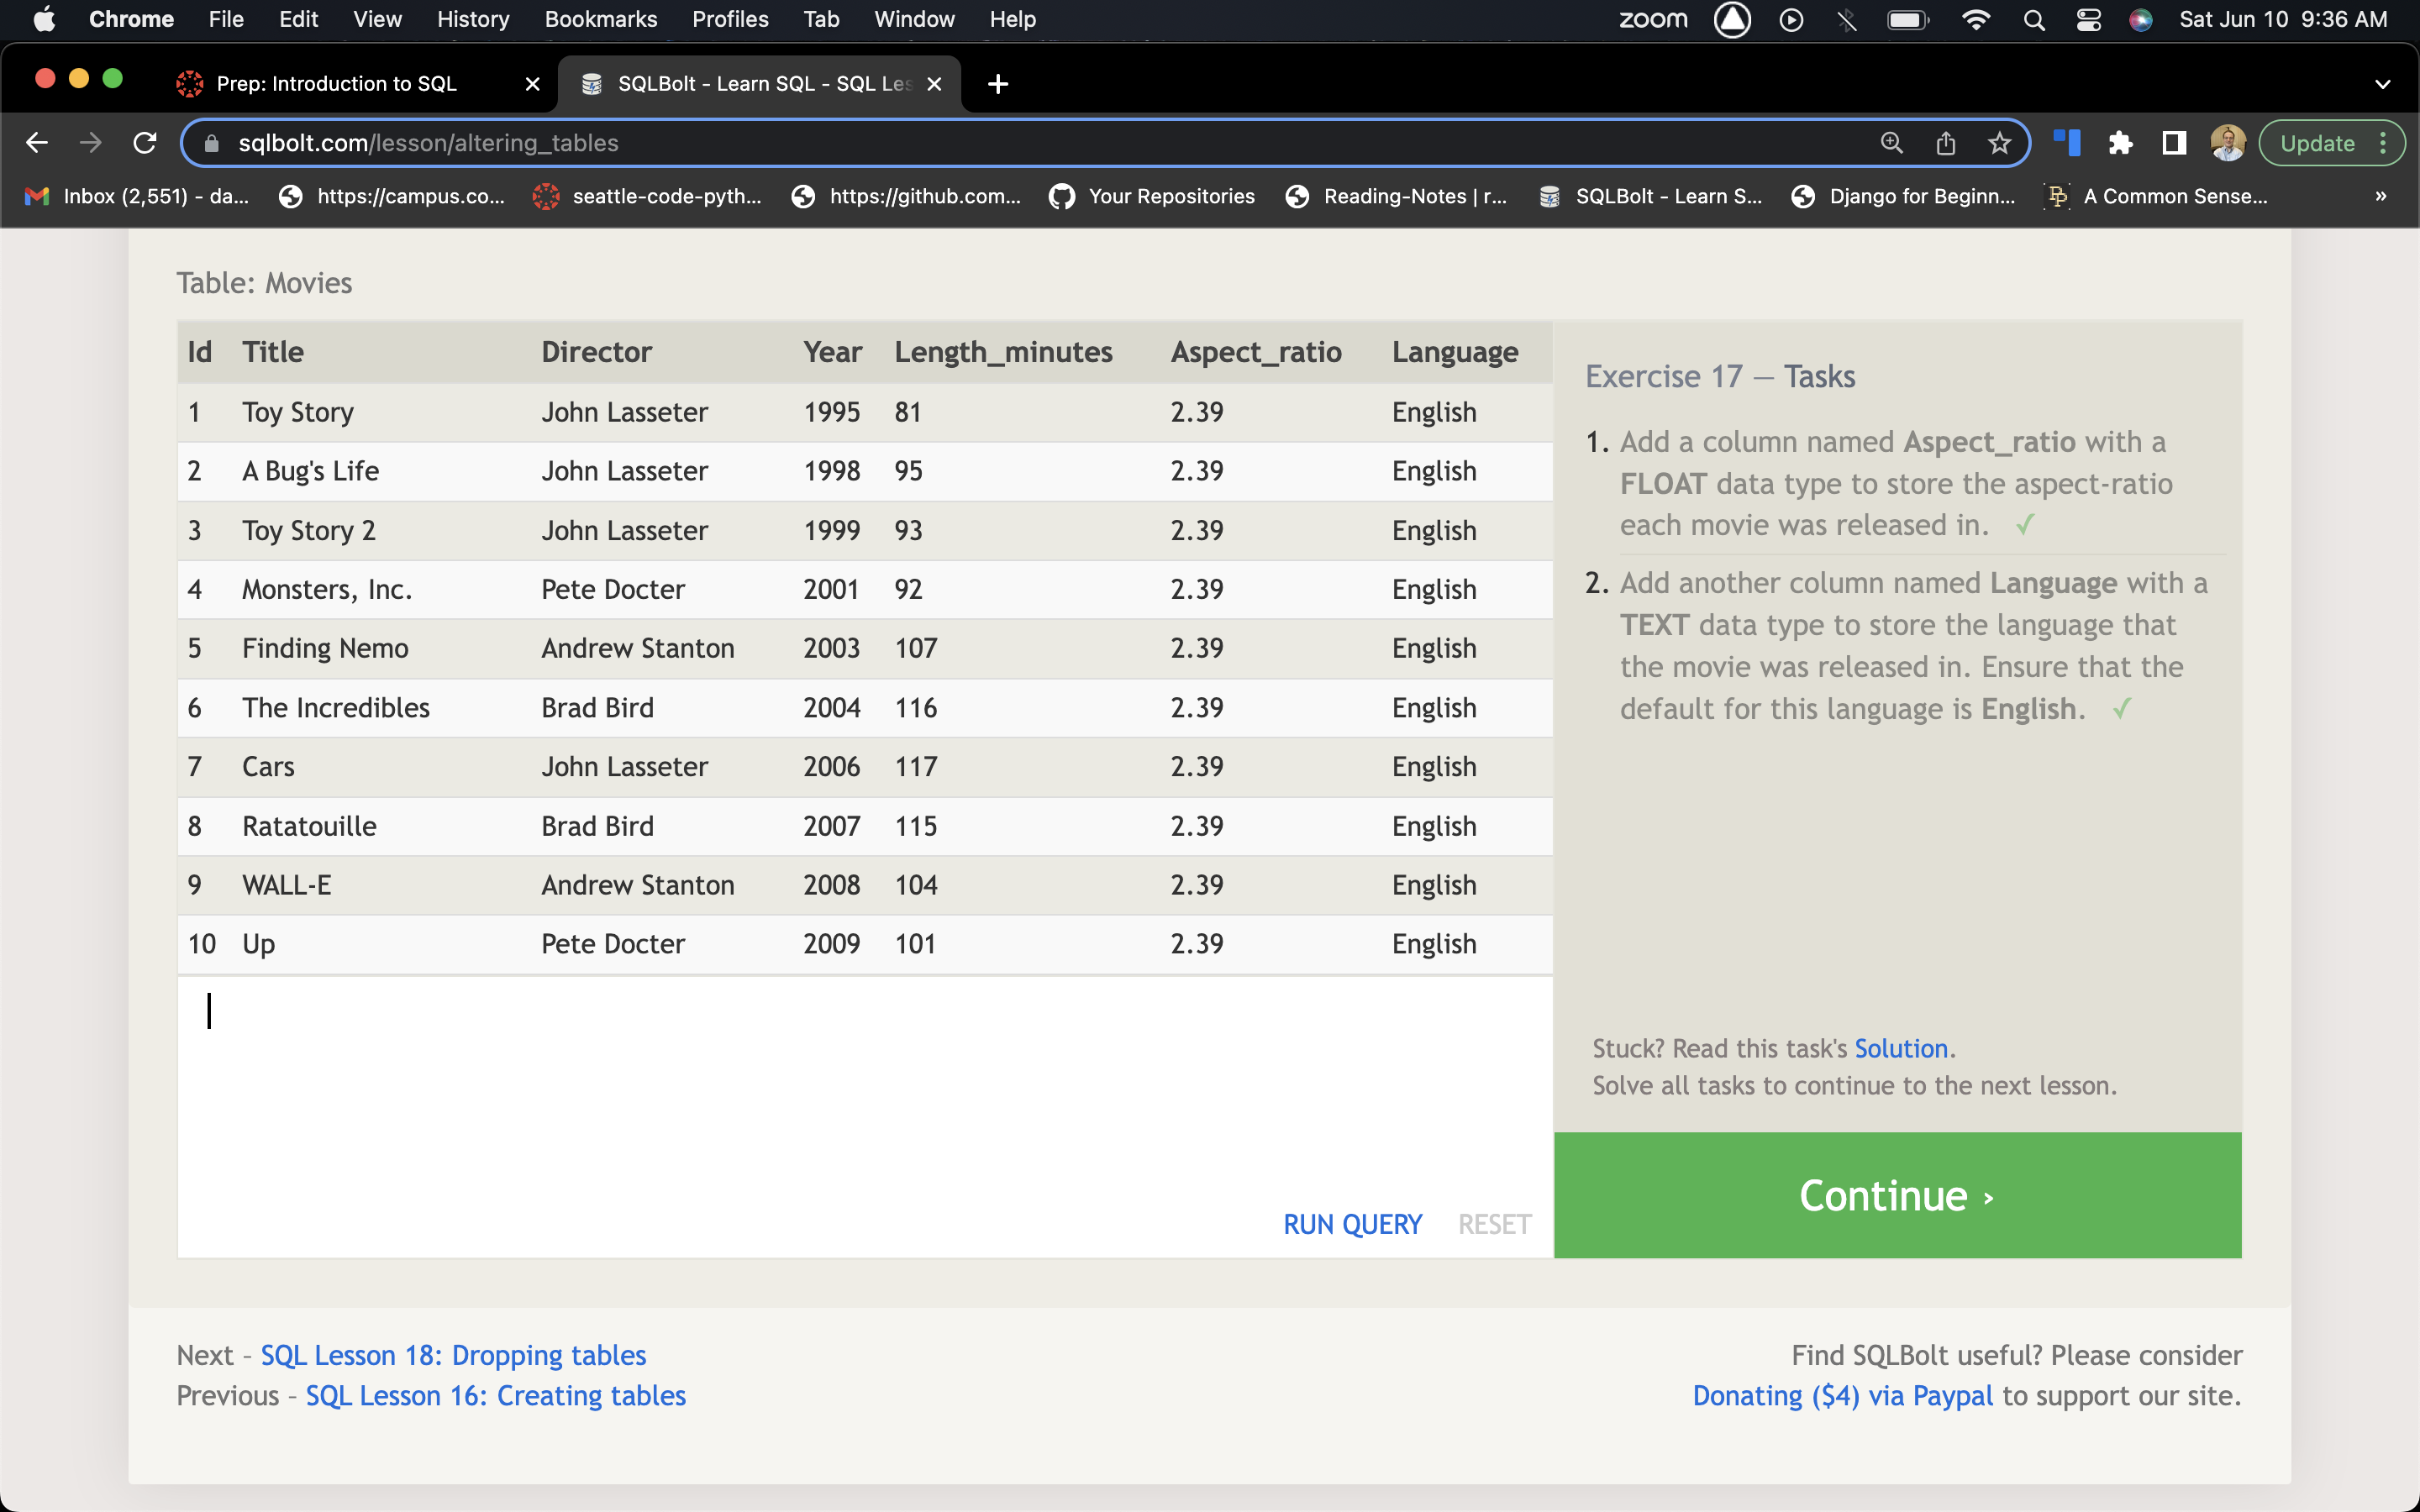 Chrome File Edit View History Bookmarks Profiles Tab Window Help zoom Sat Jun 10 9:36 AM
Prep: Introduction to SQL SQLBolt - Learn SQL - SQL Les
sqlbolt.com/lesson/altering_tables Update
Inbox (2,551) - da... https://campus.co... seattle-code-pyth... https://github.com... Your Repositories Reading-Notes | r... SQLBolt - Learn S... Django for Beginn... A Common Sense... »
Table: Movies
Id Title Director Year Length_minutes Aspect_ratio Language
1 Toy Story John Lasseter 1995 81 2.39 English
2 A Bug's Life John Lasseter 1998 95 2.39 English
3 Toy Story 2 John Lasseter 1999 93 2.39 English
4 Monsters, Inc. Pete Docter 2001 92 2.39 English
5 Finding Nemo Andrew Stanton 2003 107 2.39 English
6 The Incredibles Brad Bird 2004 116 2.39 English
7 Cars John Lasseter 2006 117 2.39 English
8 Ratatouille Brad Bird 2007 115 2.39 English
9 WALL-E Andrew Stanton 2008 104 2.39 English
10 Up Pete Docter 2009 101 2.39 English
RUN QUERY RESET
Exercise 17 — Tasks
1. Add a column named Aspect_ratio with a
FLOAT data type to store the aspect-ratio
each movie was released in. ✓
2. Add another column named Language with a
TEXT data type to store the language that
the movie was released in. Ensure that the
default for this language is English. ✓
Stuck? Read this task's Solution.
Solve all tasks to continue to the next lesson.
Continue ›
Next – SQL Lesson 18: Dropping tables
Previous – SQL Lesson 16: Creating tables
Find SQLBolt useful? Please consider
Donating ($4) via Paypal to support our site.